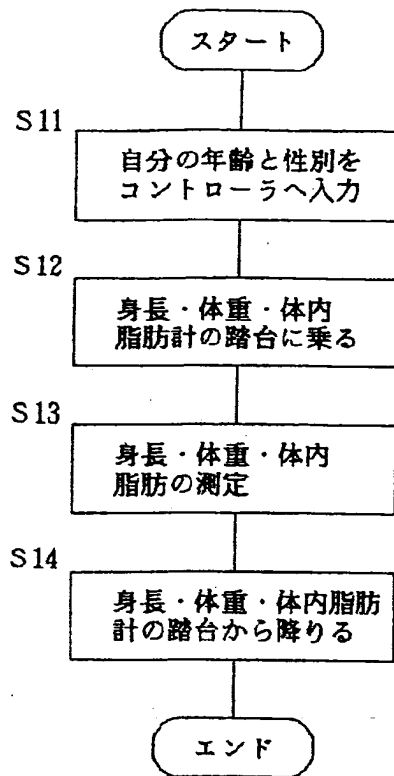 スタート
S11
自分の年齢と性別を
コントローラへ入力
S12
身長・体重・体内
脂肪計の踏台に乗る
S13
身長・体重・体内
脂肪の測定
S14
身長・体重・体内脂肪
計の踏台から降りる
エンド